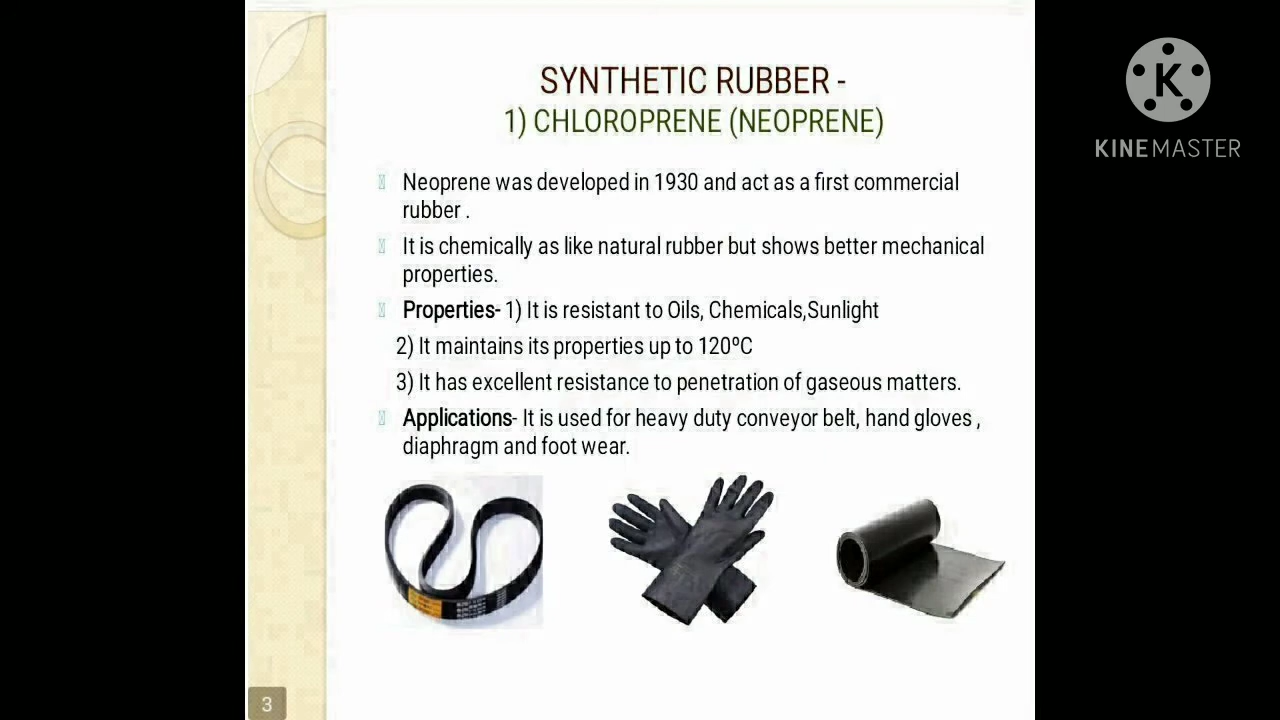 SYNTHETIC RUBBER -
1) CHLOROPRENE (NEOPRENE)
Neoprene was developed in 1930 and act as a first commercial
rubber .
It is chemically as like natural rubber but shows better mechanical
properties.
Properties- 1) It is resistant to Oils, Chemicals,Sunlight
2) It maintains its properties up to 120ºC
3) It has excellent resistance to penetration of gaseous matters.
Applications- It is used for heavy duty conveyor belt, hand gloves ,
diaphragm and foot wear.
3
K
KINEMASTER